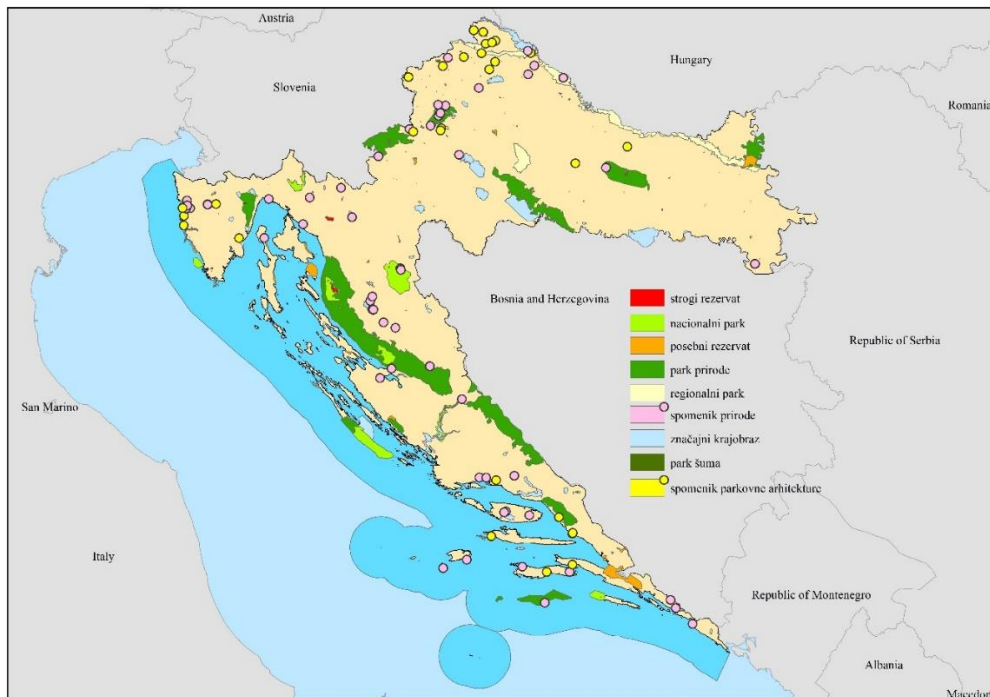 Austria
Hungary
Slovenia
Romania
Bosnia and Herzegovina
strogi rezervat
nacionalni park
posebni rezervat
park prirode
regionalni park
spomenik prirode
značajni krajobraz
park šuma
spomenik parkovne arhitekture
Republic of Serbia
San Marino
Italy
Republic of Montenegro
Albania
Macedo